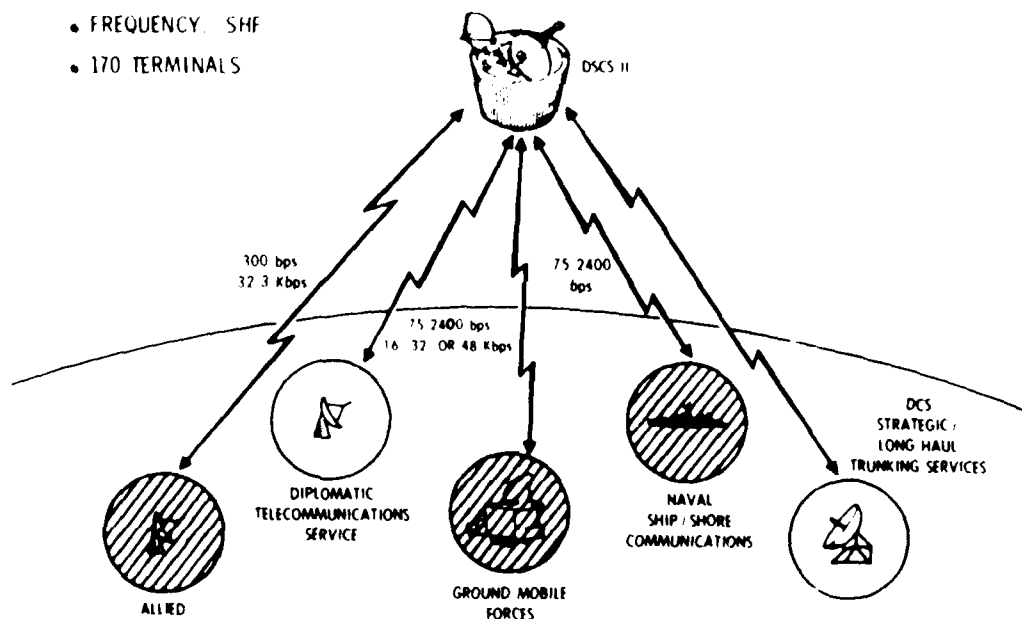 • FREQUENCY. SHF
• 170 TERMINALS
DSCS II
300 bps
32 3 Kbps
75 2400
bps
75 2400 bps
16 32 OR 48 Kbps
DCS
STRATEGIC /
LONG HAUL
TRUNKING SERVICES
DIPLOMATIC
TELECOMMUNICATIONS
SERVICE
NAVAL
SHIP / SHORE
COMMUNICATIONS
GROUND MOBILE
FORCES
ALLIED